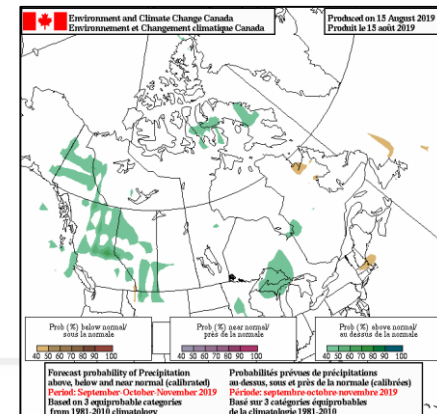 Environment and Climate Change Canada
Environnement et Changement climatique Canada
Produced on 15 August 2019
Produit le 15 août 2019
Prob (%) below normal/
sous la normale
40 50 60 70 80 90 100
Prob (%) near normal/
près de la normale
40 50 60 70 80 90 100
Prob (%) above normal/
au dessus de la normale
40 50 60 70 80 90 100
Forecast probability of Precipitation
above, below and near normal (calibrated)
Period: September-October-November 2019
Based on 3 equiprobable categories
from 1981-2010 climatology
Probabilités prévues de précipitations
au-dessus, sous et près de la normale (calibrées)
Période: septembre-octobre-novembre 2019
Basé sur 3 catégories équiprobables
de la climatologie 1981-2010